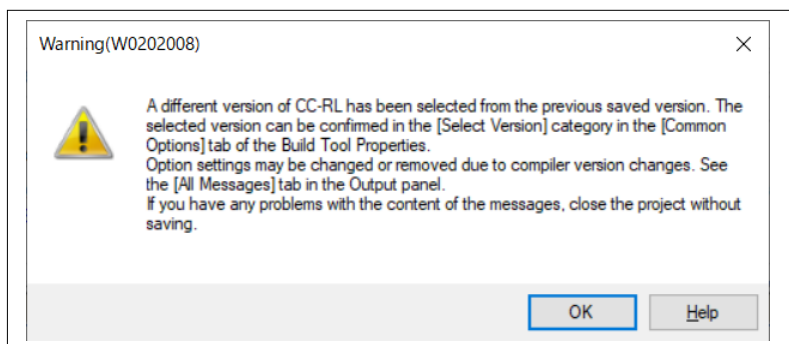 Warning(W0202008)
A different version of CC-RL has been selected from the previous saved version. The
selected version can be confirmed in the [Select Version] category in the [Common
Options] tab of the Build Tool Properties.
Option settings may be changed or removed due to compiler version changes. See
the [All Messages] tab in the Output panel.
If you have any problems with the content of the messages, close the project without
saving.
OK
Help